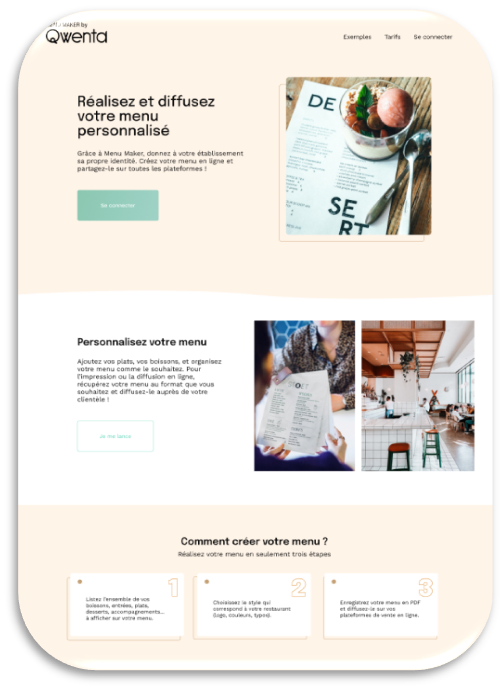 MAKER by
Qwenta
Exemples Tarifs Se connecter
Réalisez et diffusez
votre menu
personnalisé
Grâce à Menu Maker, donnez à votre établissement
sa propre identité. Créez votre menu en ligne et
partagez-le sur toutes les plateformes !
Se connecter
DE
SE
RT
Personnalisez votre menu
Ajoutez vos plats, vos boissons, et organisez
votre menu comme le souhaitez. Pour
l'impression ou la diffusion en ligne,
récupérez votre menu au format que vous
souhaitez et diffusez-le auprès de votre
clientèle !
Je me lance
Comment créer votre menu ?
Réalisez votre menu en seulement trois étapes
1
Listez l'ensemble de vos
boissons, entrées, plats,
desserts, accompagnements...
à afficher sur votre menu.
2
Choisissez le style qui
correspond à votre restaurant
(logo, couleurs, typos).
3
Enregistrez votre menu en PDF
et diffusez-le sur vos
plateformes de vente en ligne.